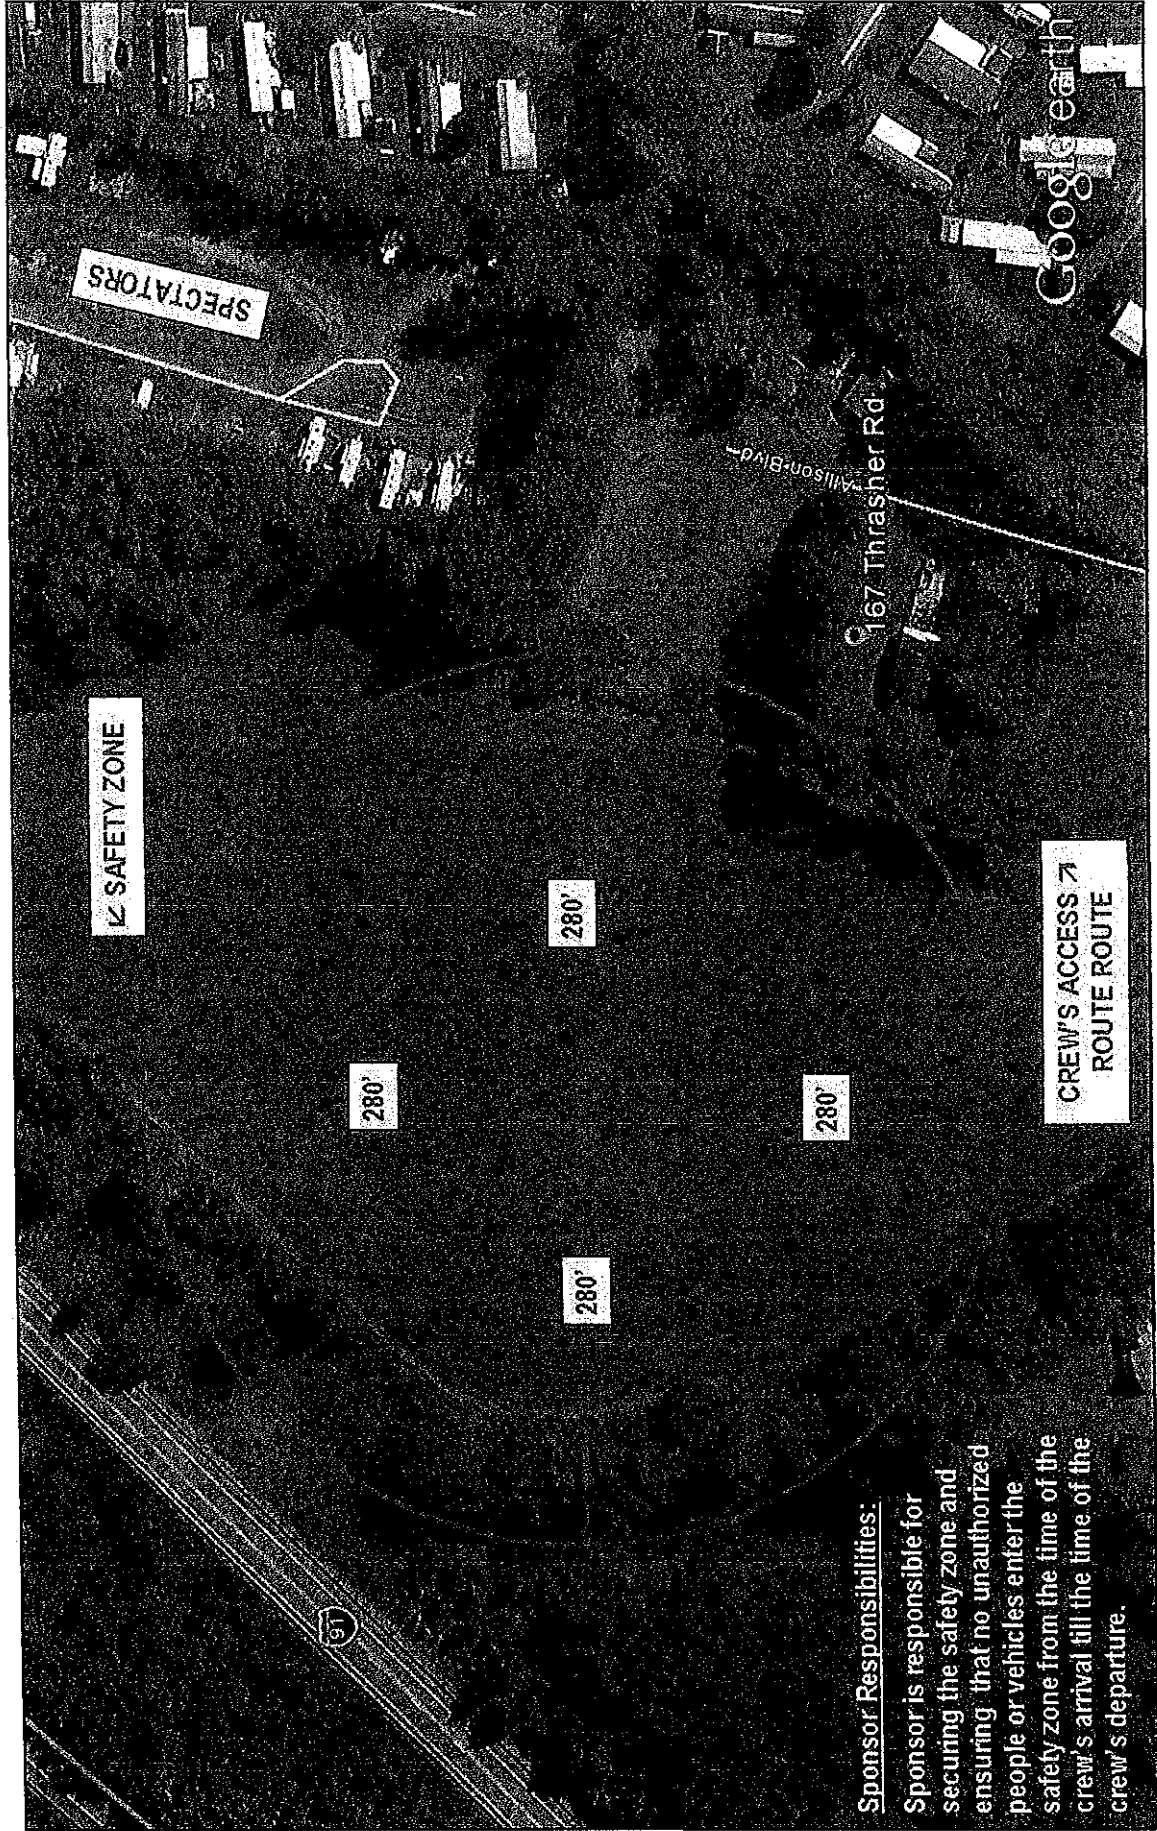 SPECTATORS
↙ SAFETY ZONE
280'
280'
280'
280'
Allison Blvd
167 Thrasher Rd
CREW'S ACCESS ↗
ROUTE ROUTE
91
Google earth
Sponsor Responsibilities:
Sponsor is responsible for
securing the safety zone and
ensuring that no unauthorized
people or vehicles enter the
safety zone from the time of the
crew's arrival till the time of the
crew's departure.